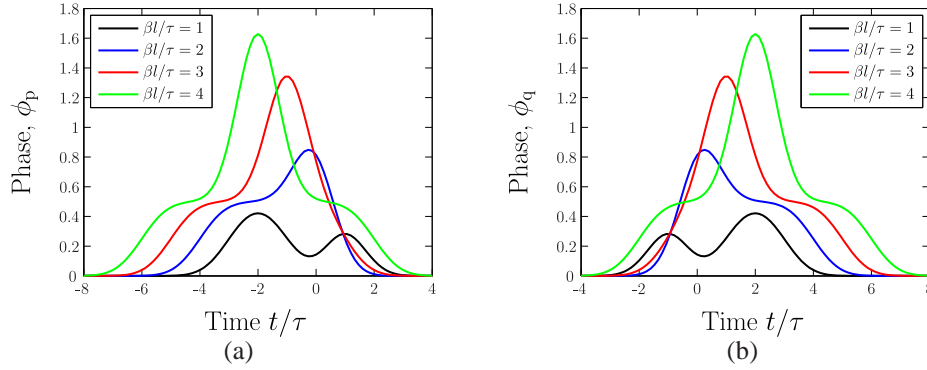 1.8
1.6
1.4
1.2
1
0.8
0.6
0.4
0.2
0
-8 -6 -4 -2 0 2 4
Phase, ϕp
Time t/τ
βl/τ = 1
βl/τ = 2
βl/τ = 3
βl/τ = 4
(a)
1.8
1.6
1.4
1.2
1
0.8
0.6
0.4
0.2
0
-4 -2 0 2 4 6 8
Phase, ϕq
Time t/τ
βl/τ = 1
βl/τ = 2
βl/τ = 3
βl/τ = 4
(b)